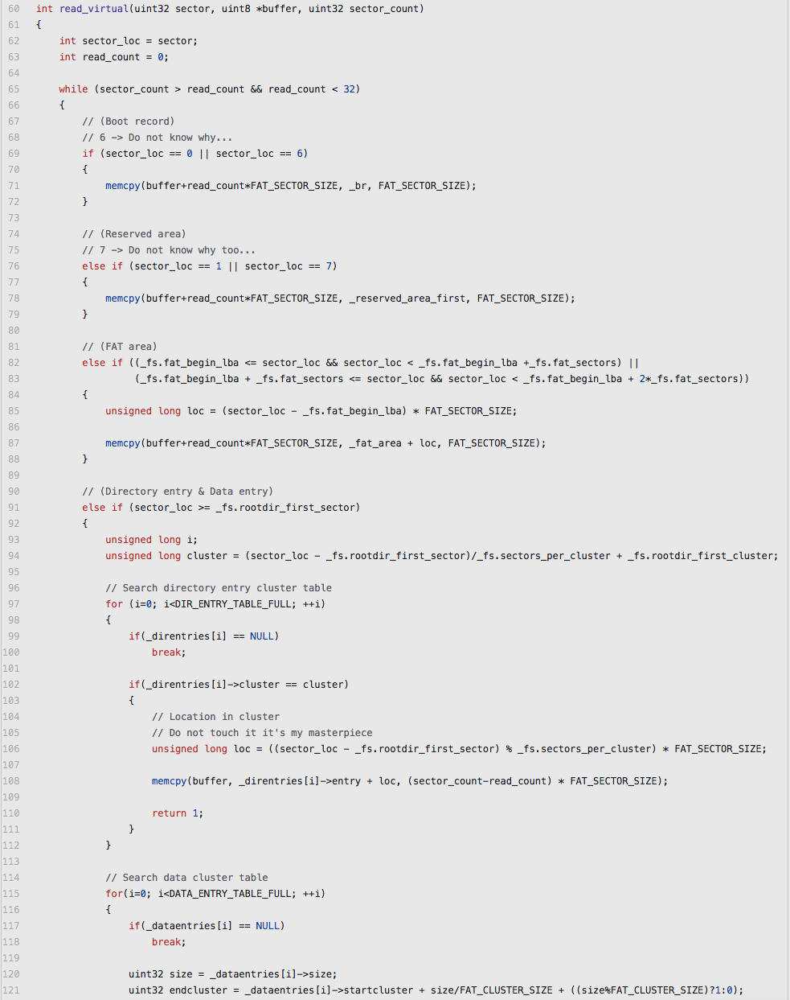 60 int read_virtual(uint32 sector, uint8 *buffer, uint32 sector_count)
61 {
62     int sector_loc = sector;
63     int read_count = 0;
64
65     while (sector_count > read_count && read_count < 32)
66     {
67         // (Boot record)
68         // 6 -> Do not know why...
69         if (sector_loc == 0 || sector_loc == 6)
70         {
71             memcpy(buffer+read_count*FAT_SECTOR_SIZE, _br, FAT_SECTOR_SIZE);
72         }
73
74         // (Reserved area)
75         // 7 -> Do not know why too...
76         else if (sector_loc == 1 || sector_loc == 7)
77         {
78             memcpy(buffer+read_count*FAT_SECTOR_SIZE, _reserved_area_first, FAT_SECTOR_SIZE);
79         }
80
81         // (FAT area)
82         else if ((_fs.fat_begin_lba <= sector_loc && sector_loc < _fs.fat_begin_lba +_fs.fat_sectors) ||
83                  (_fs.fat_begin_lba + _fs.fat_sectors <= sector_loc && sector_loc < _fs.fat_begin_lba + 2*_fs.fat_sectors))
84         {
85             unsigned long loc = (sector_loc - _fs.fat_begin_lba) * FAT_SECTOR_SIZE;
86
87             memcpy(buffer+read_count*FAT_SECTOR_SIZE, _fat_area + loc, FAT_SECTOR_SIZE);
88         }
89
90         // (Directory entry & Data entry)
91         else if (sector_loc >= _fs.rootdir_first_sector)
92         {
93             unsigned long i;
94             unsigned long cluster = (sector_loc - _fs.rootdir_first_sector)/_fs.sectors_per_cluster + _fs.rootdir_first_cluster;
95
96             // Search directory entry cluster table
97             for (i=0; i<DIR_ENTRY_TABLE_FULL; ++i)
98             {
99                 if(_direntries[i] == NULL)
100                     break;
101
102                 if(_direntries[i]->cluster == cluster)
103                 {
104                     // Location in cluster
105                     // Do not touch it it's my masterpiece
106                     unsigned long loc = ((sector_loc - _fs.rootdir_first_sector) % _fs.sectors_per_cluster) * FAT_SECTOR_SIZE;
107
108                     memcpy(buffer, _direntries[i]->entry + loc, (sector_count-read_count) * FAT_SECTOR_SIZE);
109
110                     return 1;
111                 }
112             }
113
114             // Search data cluster table
115             for(i=0; i<DATA_ENTRY_TABLE_FULL; ++i)
116             {
117                 if(_dataentries[i] == NULL)
118                     break;
119
120                 uint32 size = _dataentries[i]->size;
121                 uint32 endcluster = _dataentries[i]->startcluster + size/FAT_CLUSTER_SIZE + ((size%FAT_CLUSTER_SIZE)?1:0);